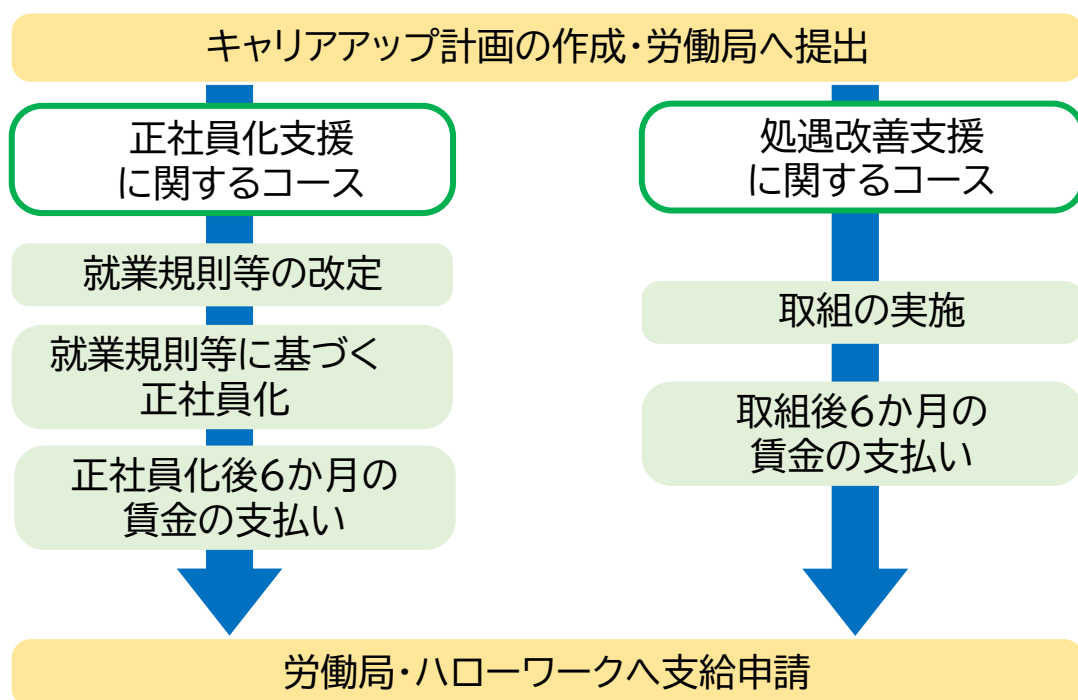 キャリアアップ計画の作成・労働局へ提出
正社員化支援
に関するコース
就業規則等の改定
就業規則等に基づく
正社員化
正社員化後6か月の
賃金の支払い
処遇改善支援
に関するコース
取組の実施
取組後6か月の
賃金の支払い
労働局・ハローワークへ支給申請